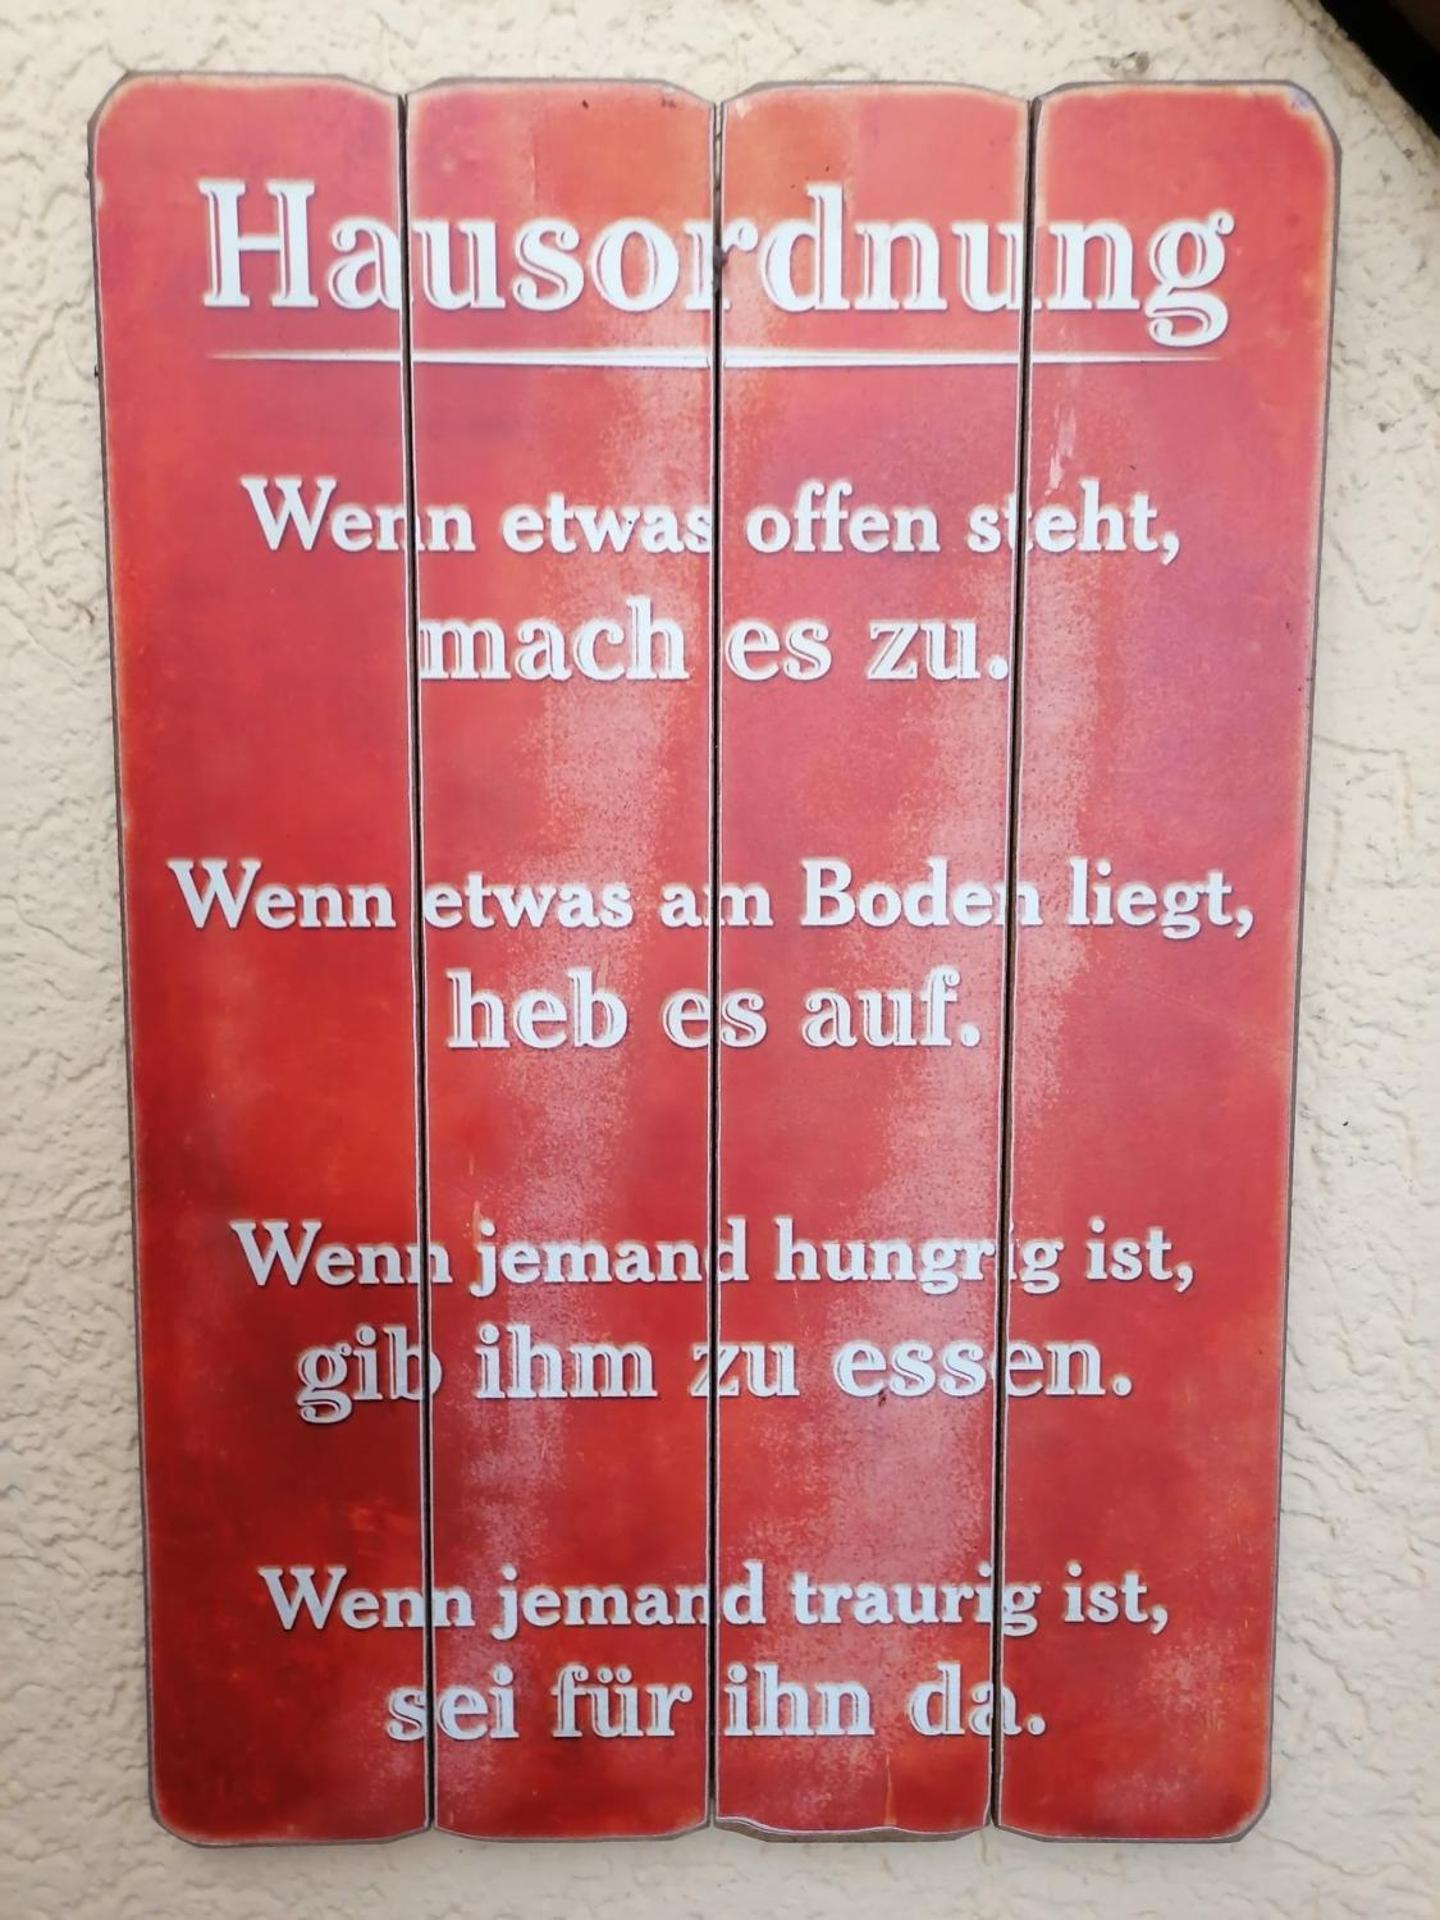 Hausordnung
Wenn etwas offen steht,
mach es zu.
Wenn etwas am Boden liegt,
heb es auf.
Wenn jemand hungrig ist,
gib ihm zu essen.
Wenn jemand traurig ist,
sei für ihn da.